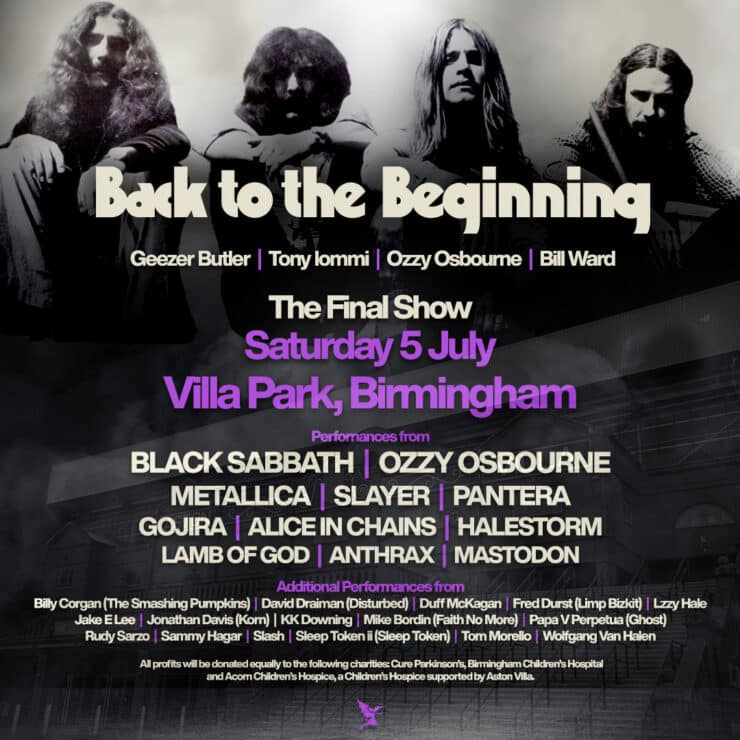 Back to the Beginning
Geezer Butler | Tony Iommi | Ozzy Osbourne | Bill Ward
The Final Show
Saturday 5 July
Villa Park, Birmingham
Perfomances from
BLACK SABBATH | OZZY OSBOURNE
METALLICA | SLAYER | PANTERA
GOJIRA | ALICE IN CHAINS | HALESTORM
LAMB OF GOD | ANTHRAX | MASTODON
Additional Performances from
Billy Corgan (The Smashing Pumpkins) | David Draiman (Disturbed) | Duff McKagan | Fred Durst (Limp Bizkit) | Lzzy Hale
Jake E Lee | Jonathan Davis (Korn) | KK Downing | Mike Bordin (Faith No More) | Papa V Perpetua (Ghost)
Rudy Sarzo | Sammy Hagar | Slash | Sleep Token ii (Sleep Token) | Tom Morello | Wolfgang Van Halen
All profits will be donated equally to the following charities: Cure Parkinson's, Birmingham Children's Hospital
and Acorn Children's Hospice, a Children's Hospice supported by Aston Villa.